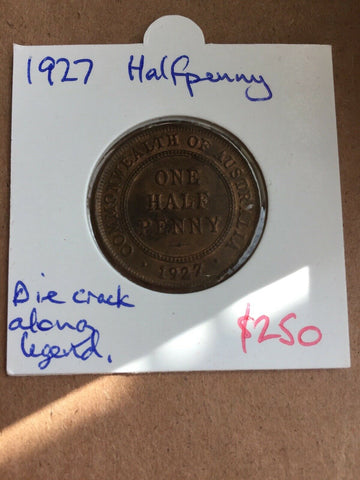 1927 Halfpenny
COMMONWEALTH OF AUSTRALIA
ONE
HALF
PENNY
· 1927 ·
Die crack
along
legend.
$250